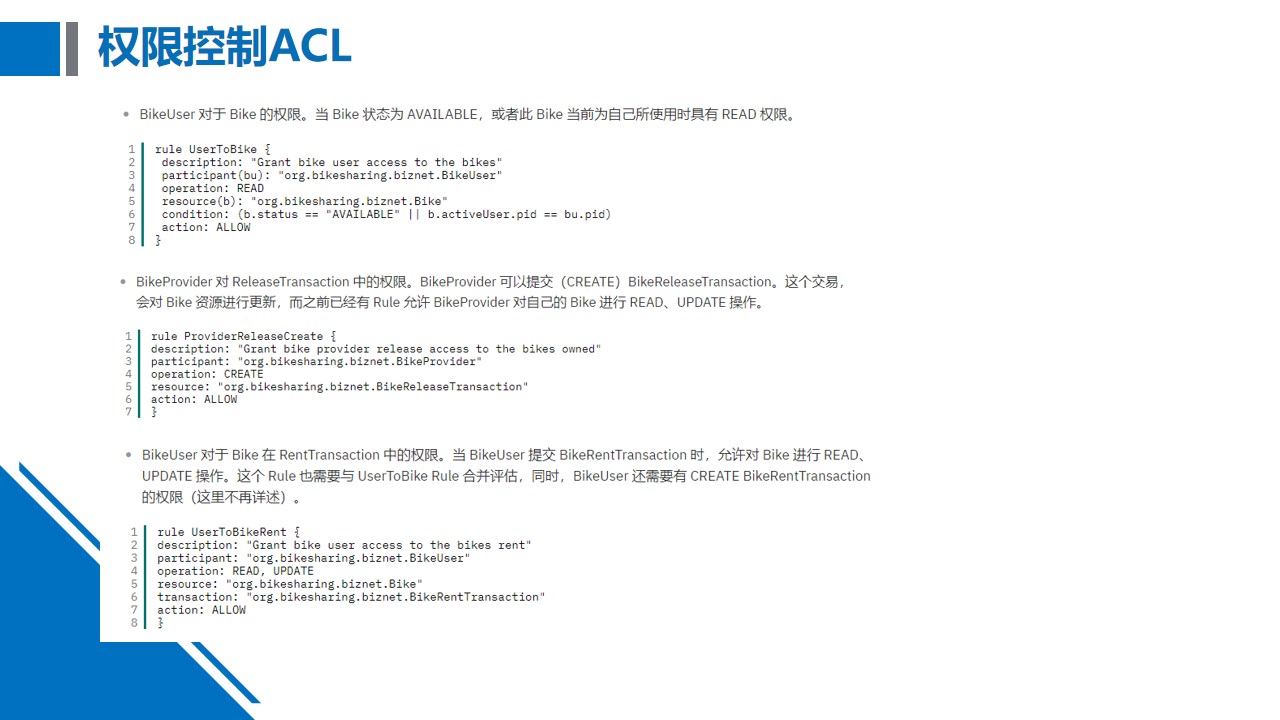 权限控制ACL
• BikeUser 对于 Bike 的权限。当 Bike 状态为 AVAILABLE，或者此 Bike 当前为自己所使用时具有 READ 权限。
1 rule UserToBike {
2 description: "Grant bike user access to the bikes"
3 participant(bu): "org.bikesharing.biznet.BikeUser"
4 operation: READ
5 resource(b): "org.bikesharing.biznet.Bike"
6 condition: (b.status == "AVAILABLE" || b.activeUser.pid == bu.pid)
7 action: ALLOW
8 }
• BikeProvider 对 ReleaseTransaction 中的权限。BikeProvider 可以提交（CREATE）BikeReleaseTransaction。这个交易，
会对 Bike 资源进行更新，而之前已经有 Rule 允许 BikeProvider 对自己的 Bike 进行 READ、UPDATE 操作。
1 rule ProviderReleaseCreate {
2 description: "Grant bike provider release access to the bikes owned"
3 participant: "org.bikesharing.biznet.BikeProvider"
4 operation: CREATE
5 resource: "org.bikesharing.biznet.BikeReleaseTransaction"
6 action: ALLOW
7 }
• BikeUser 对于 Bike 在 RentTransaction 中的权限。当 BikeUser 提交 BikeRentTransaction 时，允许对 Bike 进行 READ、
UPDATE 操作。这个 Rule 也需要与 UserToBike Rule 合并评估，同时，BikeUser 还需要有 CREATE BikeRentTransaction
的权限（这里不再详述）。
1 rule UserToBikeRent {
2 description: "Grant bike user access to the bikes rent"
3 participant: "org.bikesharing.biznet.BikeUser"
4 operation: READ, UPDATE
5 resource: "org.bikesharing.biznet.Bike"
6 transaction: "org.bikesharing.biznet.BikeRentTransaction"
7 action: ALLOW
8 }